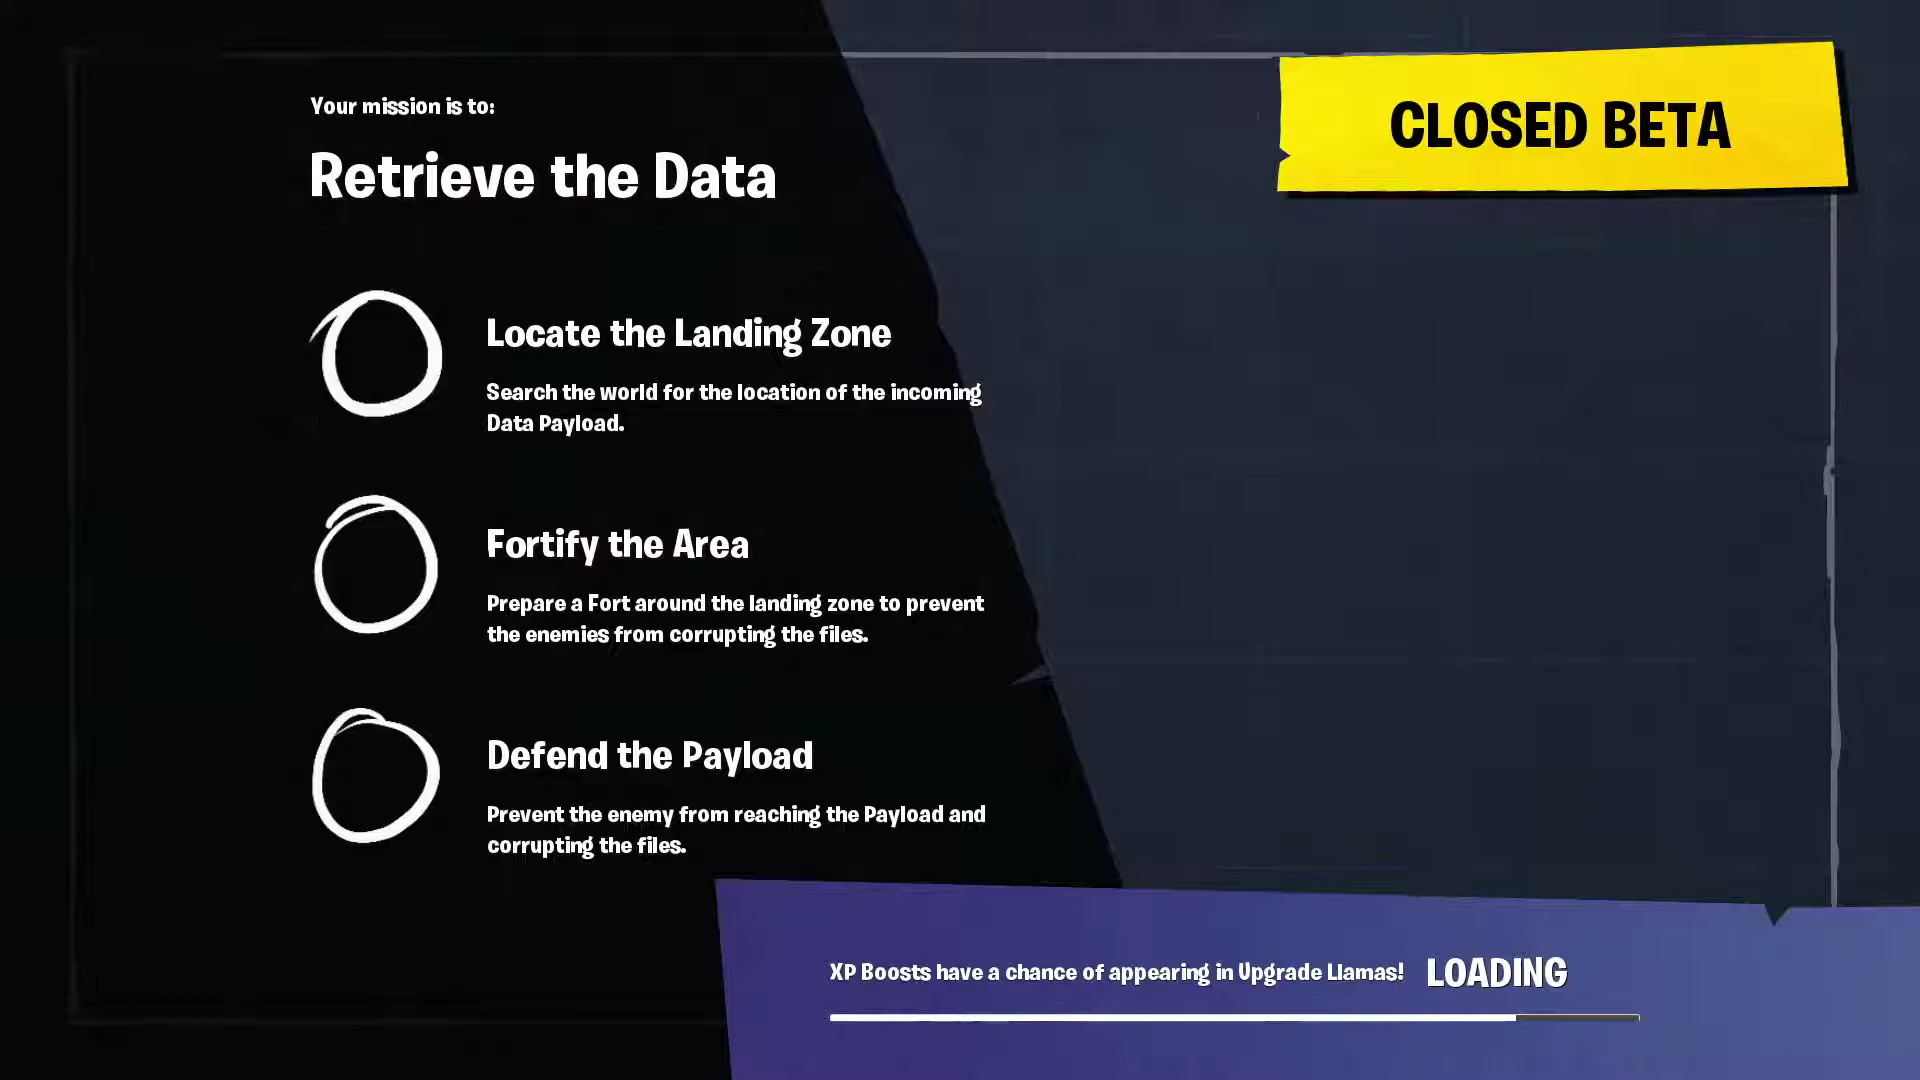 Your mission is to:
Retrieve the Data
CLOSED BETA
Locate the Landing Zone
Search the world for the location of the incoming
Data Payload.
Fortify the Area
Prepare a Fort around the landing zone to prevent
the enemies from corrupting the files.
Defend the Payload
Prevent the enemy from reaching the Payload and
corrupting the files.
XP Boosts have a chance of appearing in Upgrade Llamas! LOADING